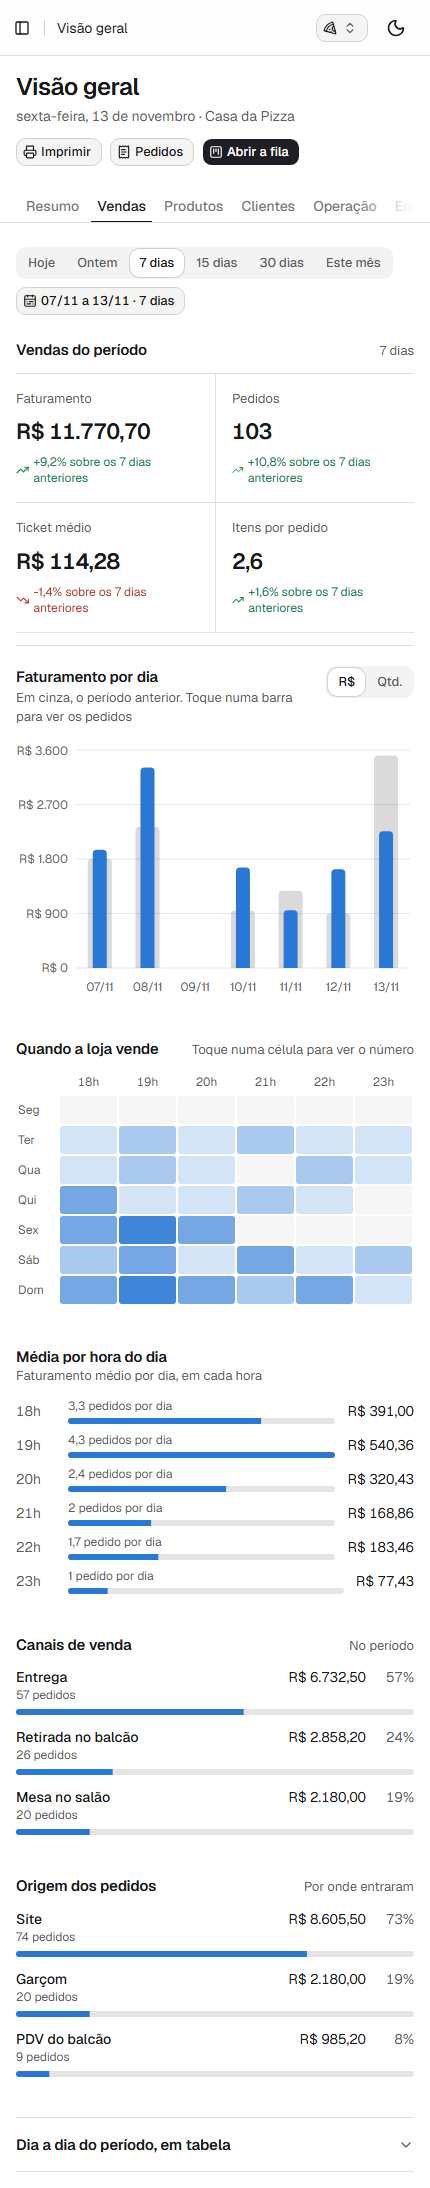 Visão geral
Visão geral
sexta-feira, 13 de novembro · Casa da Pizza
Imprimir Pedidos Abrir a fila
Resumo Vendas Produtos Clientes Operação En
Hoje Ontem 7 dias 15 dias 30 dias Este mês
07/11 a 13/11 · 7 dias
Vendas do período 7 dias
Faturamento Pedidos
R$ 11.770,70 103
+9,2% sobre os 7 dias anteriores +10,8% sobre os 7 dias anteriores
Ticket médio Itens por pedido
R$ 114,28 2,6
-1,4% sobre os 7 dias anteriores +1,6% sobre os 7 dias anteriores
Faturamento por dia R$ Qtd.
Em cinza, o período anterior. Toque numa barra
para ver os pedidos
R$ 3.600
R$ 2.700
R$ 1.800
R$ 900
R$ 0
07/11 08/11 09/11 10/11 11/11 12/11 13/11
Quando a loja vende Toque numa célula para ver o número
18h 19h 20h 21h 22h 23h
Seg
Ter
Qua
Qui
Sex
Sáb
Dom
Média por hora do dia
Faturamento médio por dia, em cada hora
18h 3,3 pedidos por dia R$ 391,00
19h 4,3 pedidos por dia R$ 540,36
20h 2,4 pedidos por dia R$ 320,43
21h 2 pedidos por dia R$ 168,86
22h 1,7 pedido por dia R$ 183,46
23h 1 pedido por dia R$ 77,43
Canais de venda No período
Entrega R$ 6.732,50 57%
57 pedidos
Retirada no balcão R$ 2.858,20 24%
26 pedidos
Mesa no salão R$ 2.180,00 19%
20 pedidos
Origem dos pedidos Por onde entraram
Site R$ 8.605,50 73%
74 pedidos
Garçom R$ 2.180,00 19%
20 pedidos
PDV do balcão R$ 985,20 8%
9 pedidos
Dia a dia do período, em tabela